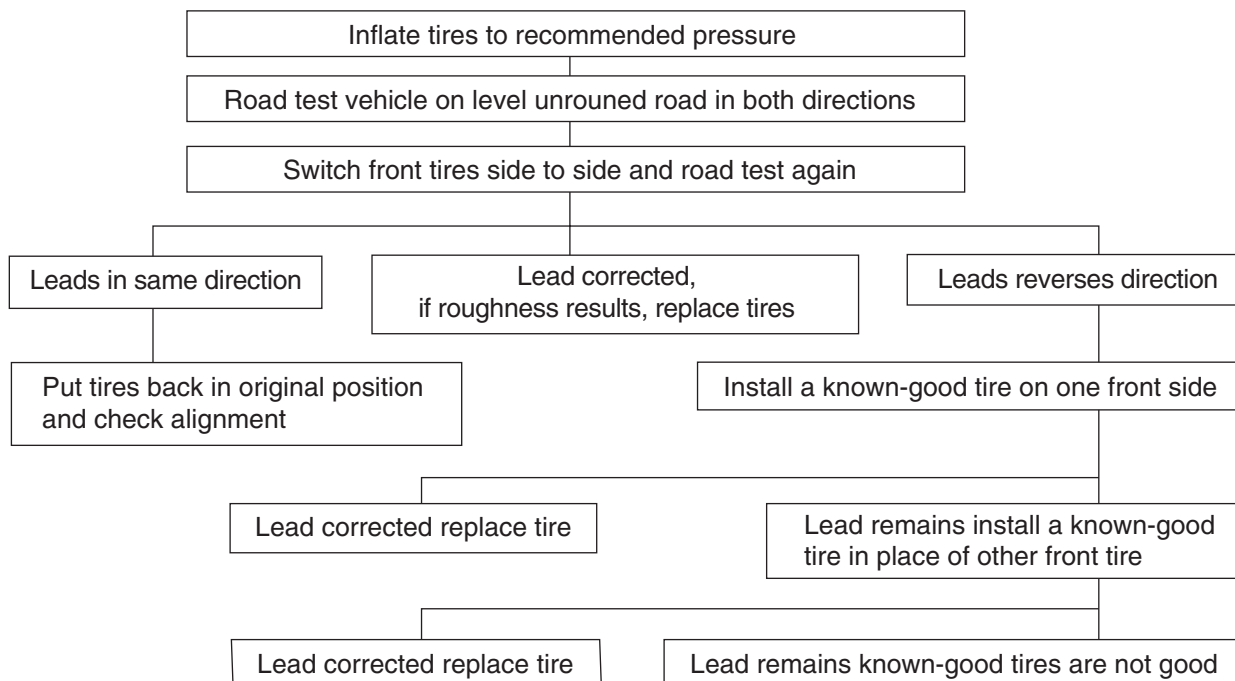 Inflate tires to recommended pressure
Road test vehicle on level unrouned road in both directions
Switch front tires side to side and road test again
Leads in same direction
Lead corrected,
if roughness results, replace tires
Leads reverses direction
Put tires back in original position
and check alignment
Install a known-good tire on one front side
Lead corrected replace tire
Lead remains install a known-good
tire in place of other front tire
Lead corrected replace tire
Lead remains known-good tires are not good